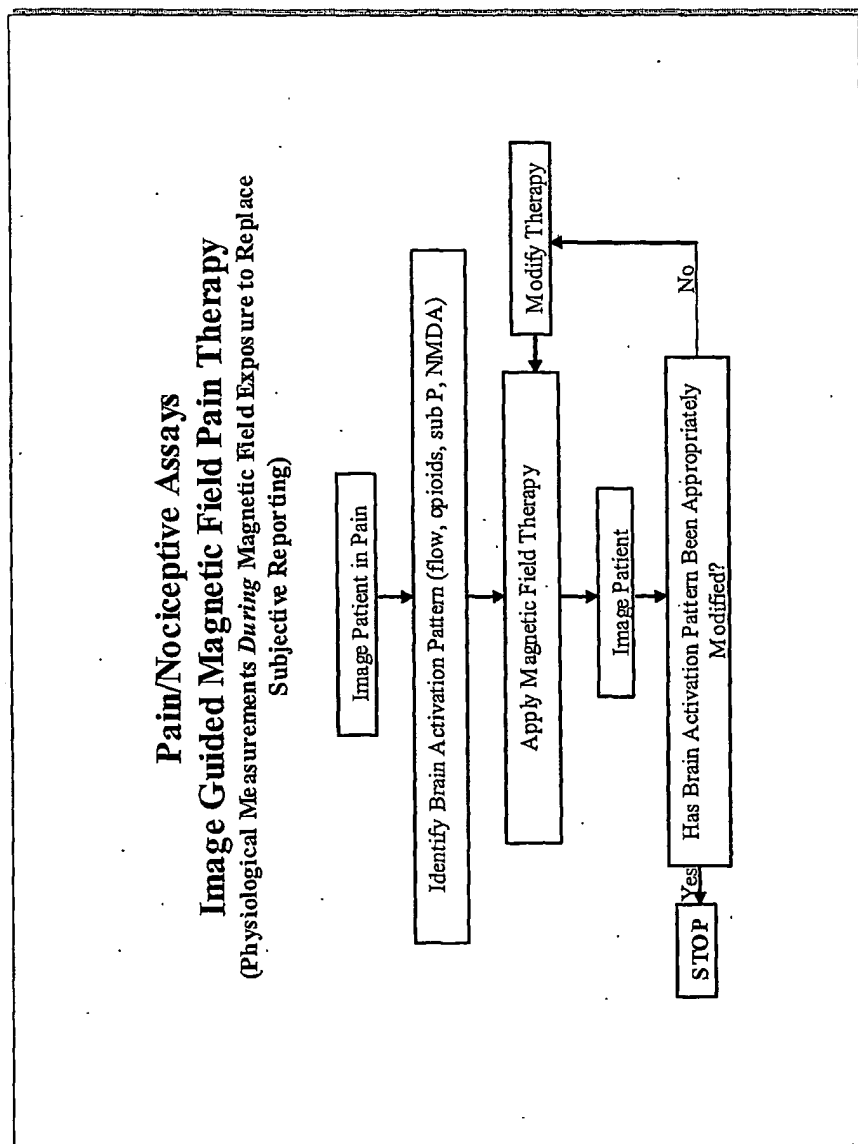 Pain/Nociceptive Assays
Image Guided Magnetic Field Pain Therapy
(Physiological Measurements During Magnetic Field Exposure to Replace
Subjective Reporting)
Image Patient in Pain
Identify Brain Activation Pattern (flow, opioids, sub P, NMDA)
Apply Magnetic Field Therapy
Modify Therapy
Image Patient
Has Brain Activation Pattern Been Appropriately
Modified?
No
Yes
STOP